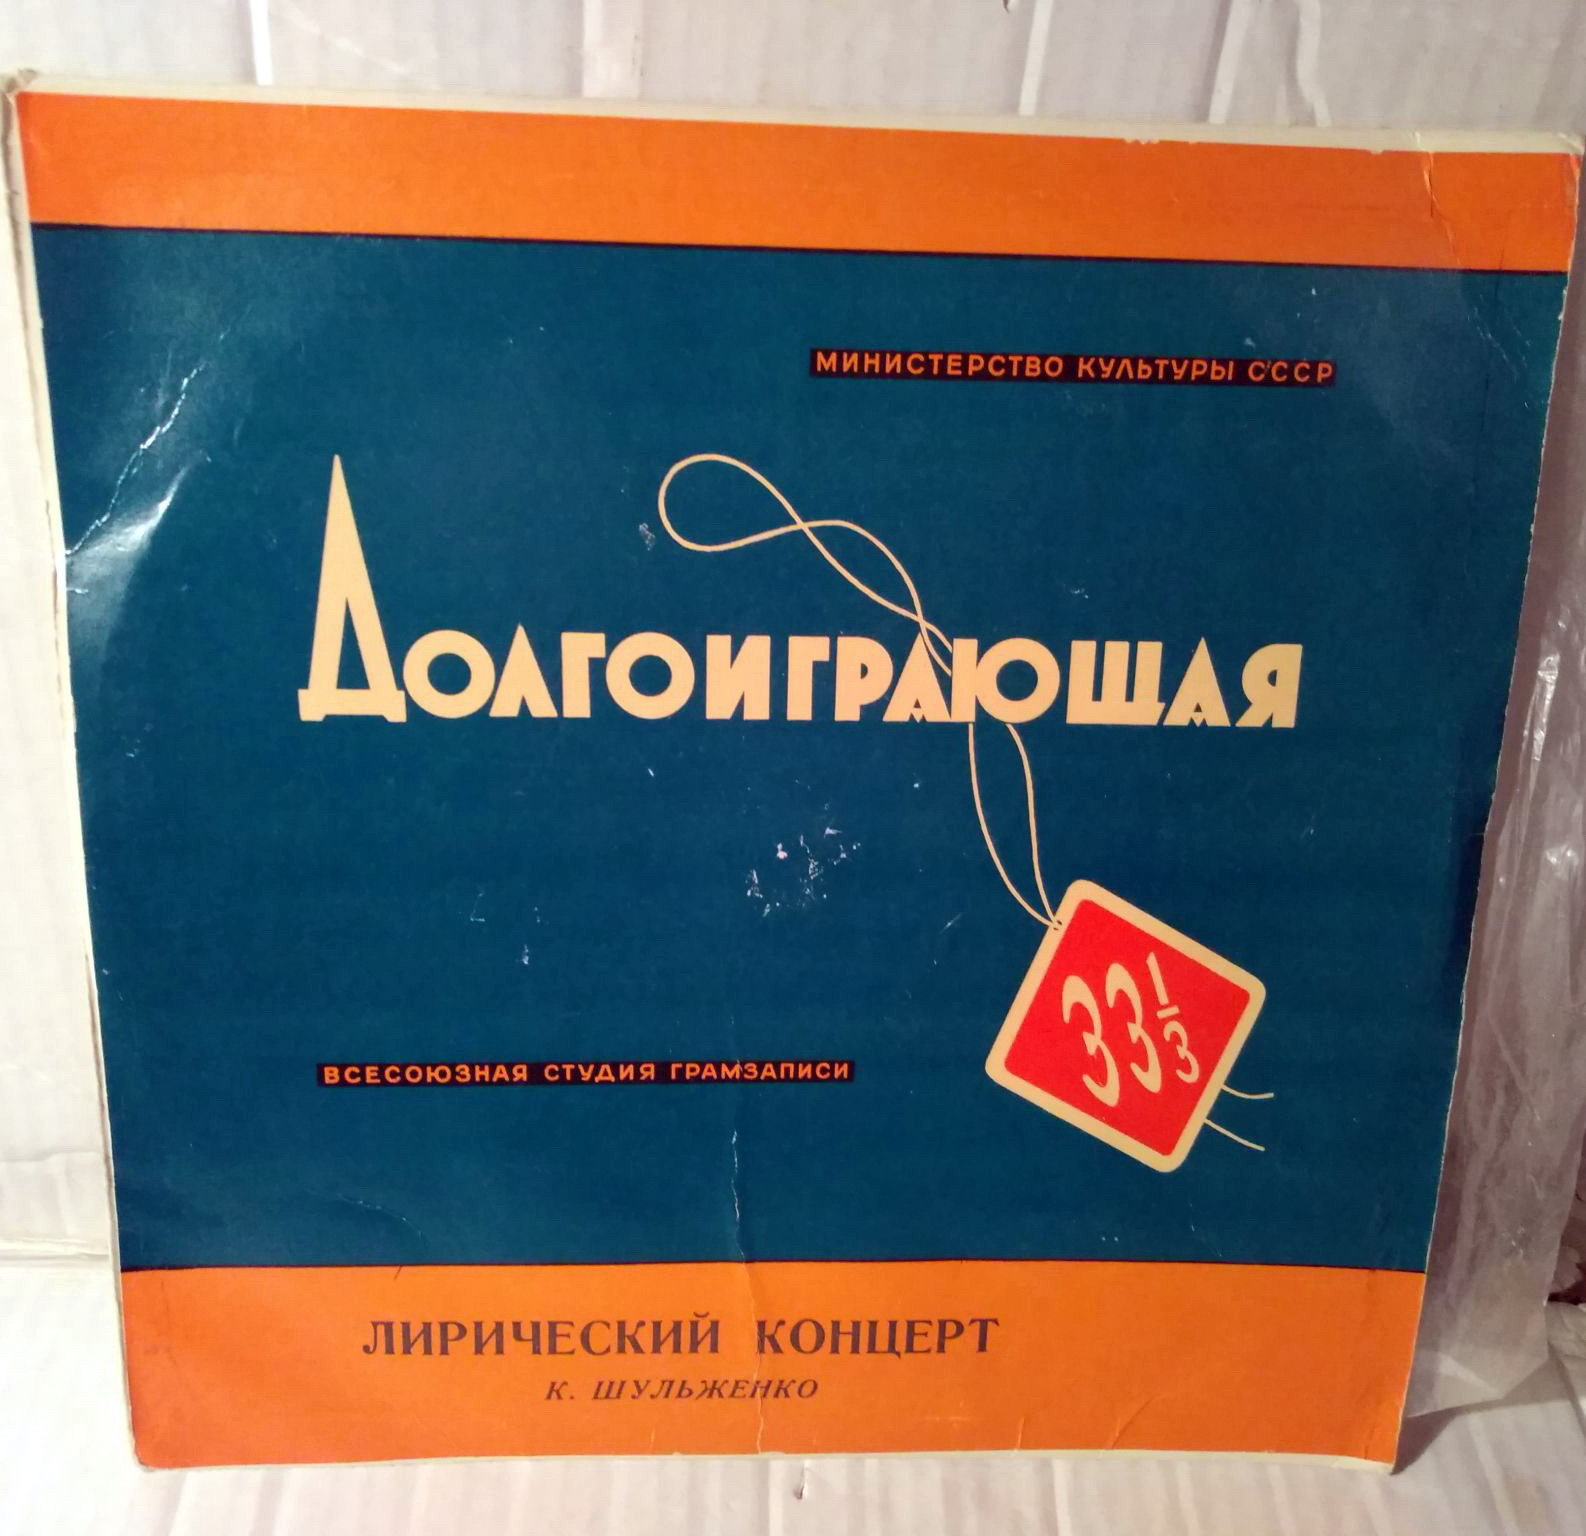 МИНИСТЕРСТВО КУЛЬТУРЫ СССР
ДОЛГОИГРАЮЩАЯ
33 1/3
ВСЕСОЮЗНАЯ СТУДИЯ ГРАМЗАПИСИ
ЛИРИЧЕСКИЙ КОНЦЕРТ
К. ШУЛЬЖЕНКО